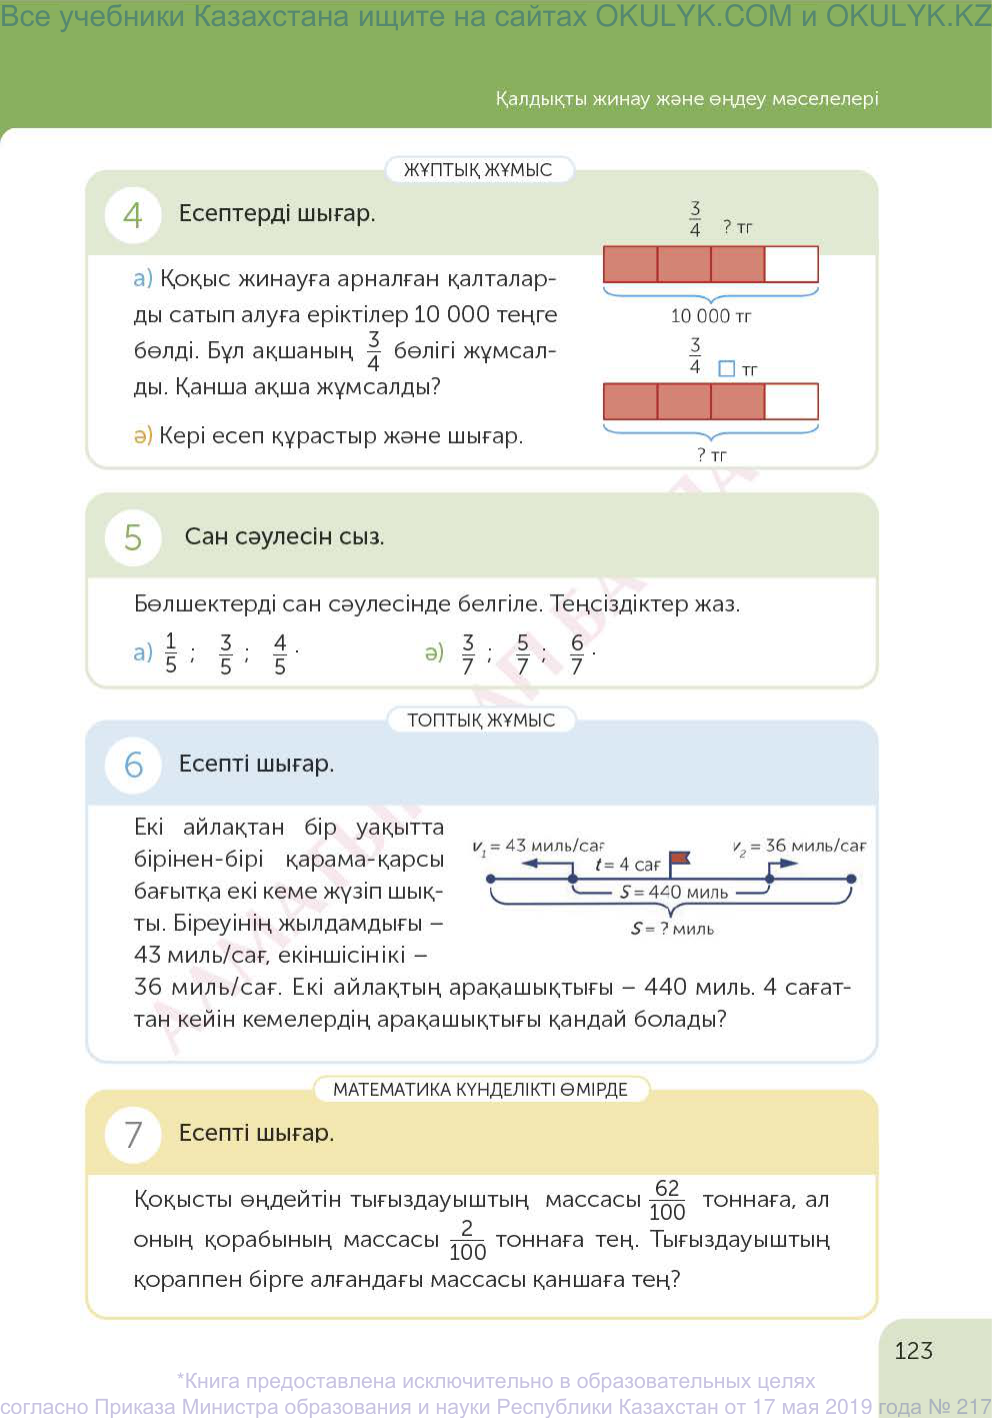 Все учебники Казахстана ищите на сайтах OKULYK.COM и OKULYK.KZ
Қалдықты жинау және өңдеу мәселелері
ЖҰПТЫҚ ЖҰМЫС
4 Есептерді шығар.
а) Қоқыс жинауға арналған қалталар-
ды сатып алуға еріктілер 10 000 теңге
бөлді. Бұл ақшаның 3/4 бөлігі жұмсал-
ды. Қанша ақша жұмсалды?
ә) Кері есеп құрастыр және шығар.
3/4 ? тг
10 000 тг
3/4 □ тг
? тг
5 Сан сәулесін сыз.
Бөлшектерді сан сәулесінде белгіле. Теңсіздіктер жаз.
а) 1/5 ; 3/5 ; 4/5 . ә) 3/7 ; 5/7 ; 6/7 .
ТОПТЫҚ ЖҰМЫС
6 Есепті шығар.
Екі айлақтан бір уақытта
бірінен-бірі қарама-қарсы
бағытқа екі кеме жүзіп шық-
ты. Біреуінің жылдамдығы –
43 миль/сағ, екіншісінікі –
36 миль/сағ. Екі айлақтың арақашықтығы – 440 миль. 4 сағат-
тан кейін кемелердің арақашықтығы қандай болады?
v₁ = 43 миль/сағ v₂ = 36 миль/сағ
t = 4 сағ
S = 440 миль
S = ? миль
МАТЕМАТИКА КҮНДЕЛІКТІ ӨМІРДЕ
7 Есепті шығар.
Қоқысты өңдейтін тығыздауыштың массасы 62/100 тоннаға, ал
оның қорабының массасы 2/100 тоннаға тең. Тығыздауыштың
қораппен бірге алғандағы массасы қаншаға тең?
123
*Книга предоставлена исключительно в образовательных целях
согласно Приказа Министра образования и науки Республики Казахстан от 17 мая 2019 года № 217